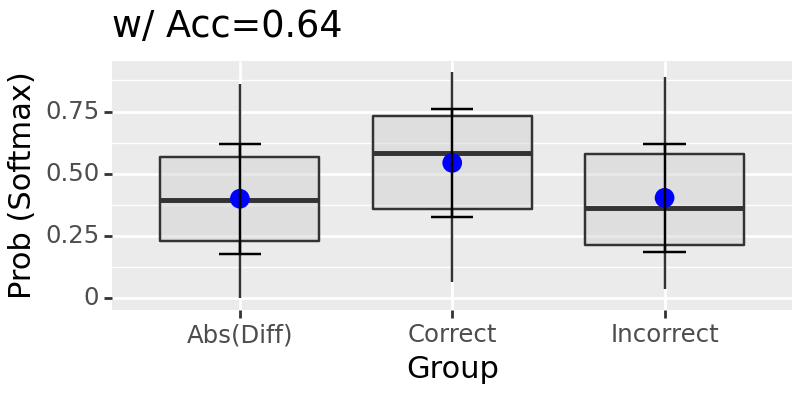 w/ Acc=0.64
Prob (Softmax)
0.75
0.50
0.25
0
Abs(Diff) Correct Incorrect
Group